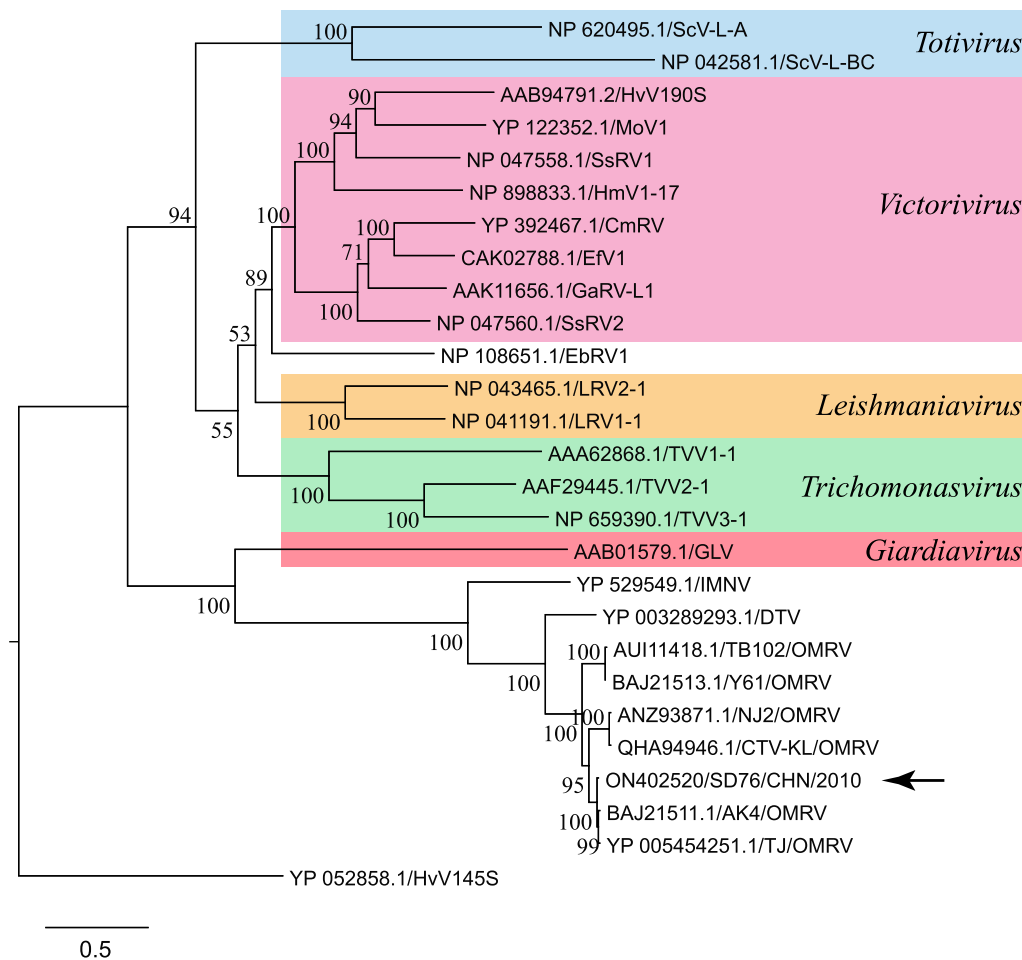 100
NP 620495.1/ScV-L-A
Totivirus
NP 042581.1/ScV-L-BC
90
AAB94791.2/HvV190S
94
YP 122352.1/MoV1
100
NP 047558.1/SsRV1
NP 898833.1/HmV1-17
Victorivirus
94
100
100
YP 392467.1/CmRV
71
CAK02788.1/EfV1
89
AAK11656.1/GaRV-L1
100
NP 047560.1/SsRV2
53
NP 108651.1/EbRV1
NP 043465.1/LRV2-1
Leishmaniavirus
100
NP 041191.1/LRV1-1
55
AAA62868.1/TVV1-1
100
AAF29445.1/TVV2-1
Trichomonasvirus
100
NP 659390.1/TVV3-1
AAB01579.1/GLV
Giardiavirus
100
YP 529549.1/IMNV
100
YP 003289293.1/DTV
100
AUI11418.1/TB102/OMRV
100
BAJ21513.1/Y61/OMRV
100
ANZ93871.1/NJ2/OMRV
100
QHA94946.1/CTV-KL/OMRV
95
ON402520/SD76/CHN/2010
100
BAJ21511.1/AK4/OMRV
99
YP 005454251.1/TJ/OMRV
YP 052858.1/HvV145S
0.5